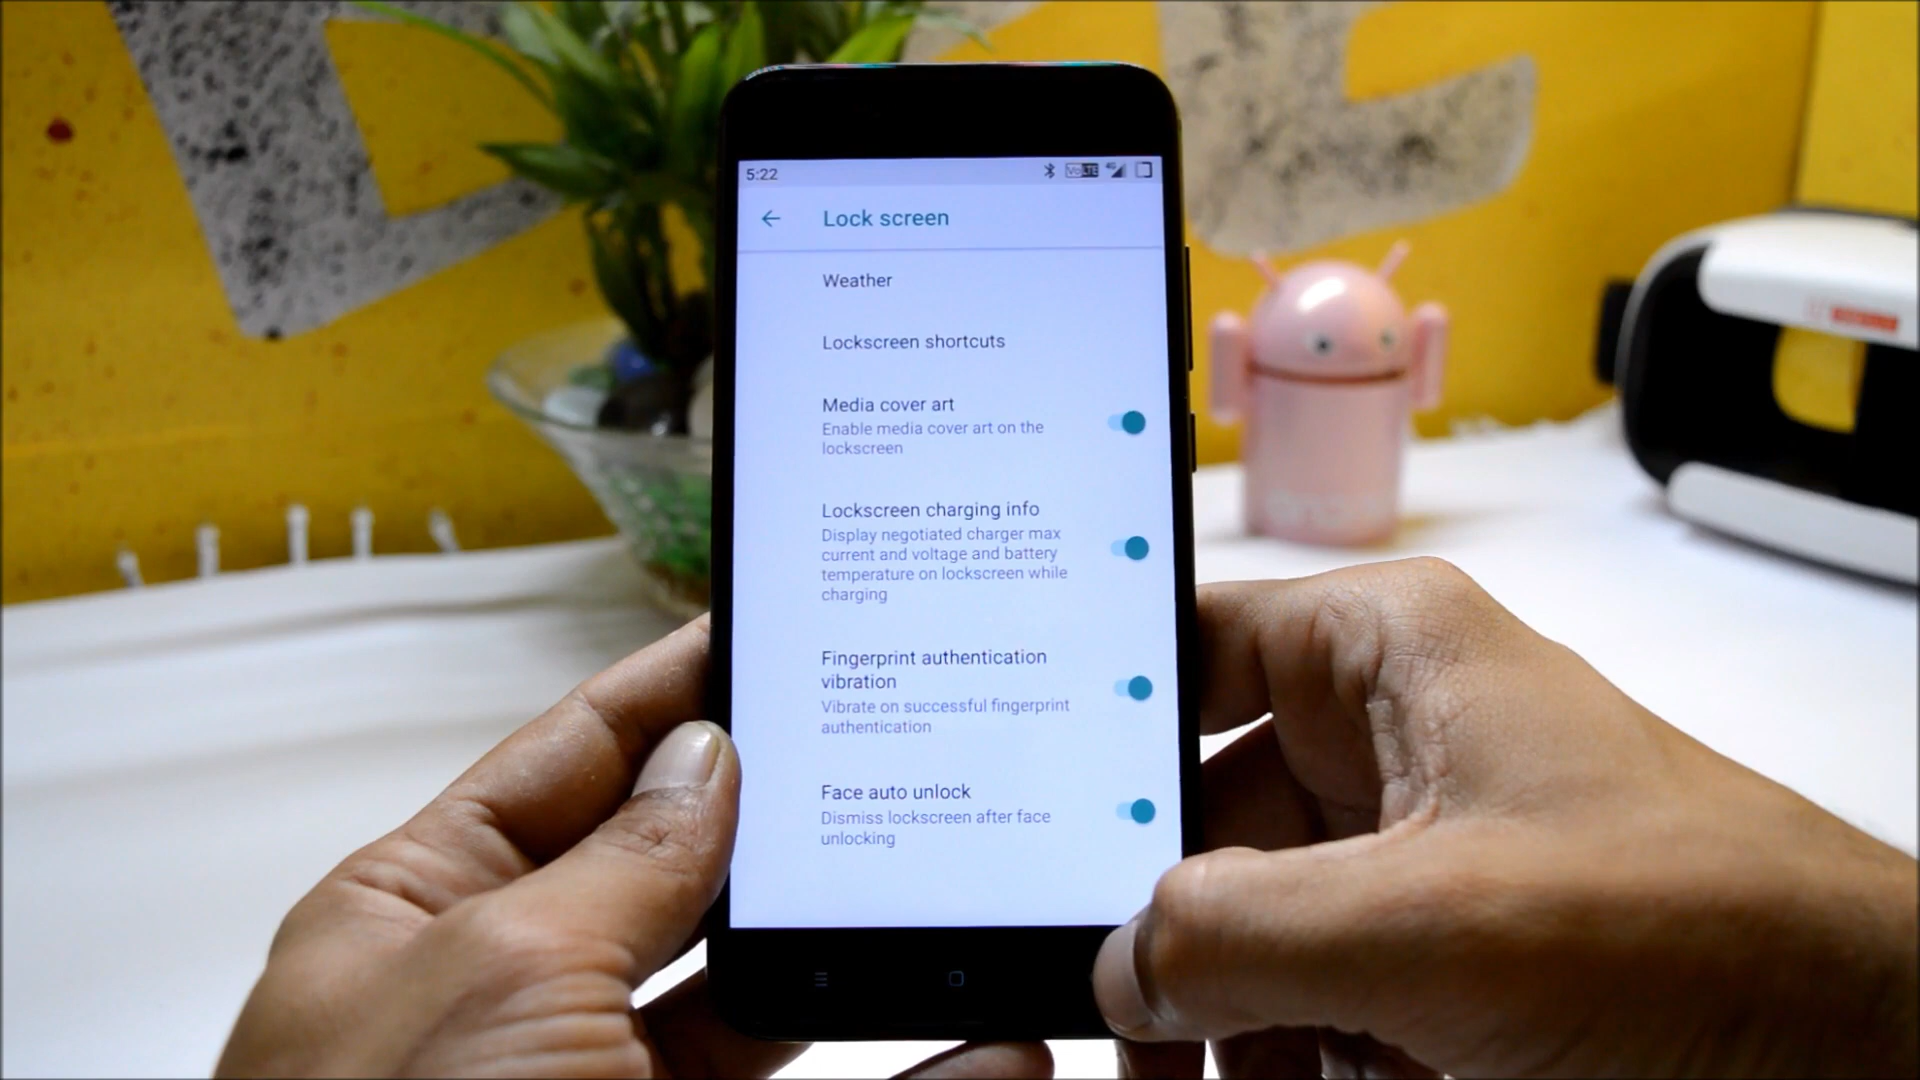 5:22
VoLTE 4G
Lock screen
Weather
Lockscreen shortcuts
Media cover art
Enable media cover art on the
lockscreen
Lockscreen charging info
Display negotiated charger max
current and voltage and battery
temperature on lockscreen while
charging
Fingerprint authentication
vibration
Vibrate on successful fingerprint
authentication
Face auto unlock
Dismiss lockscreen after face
unlocking